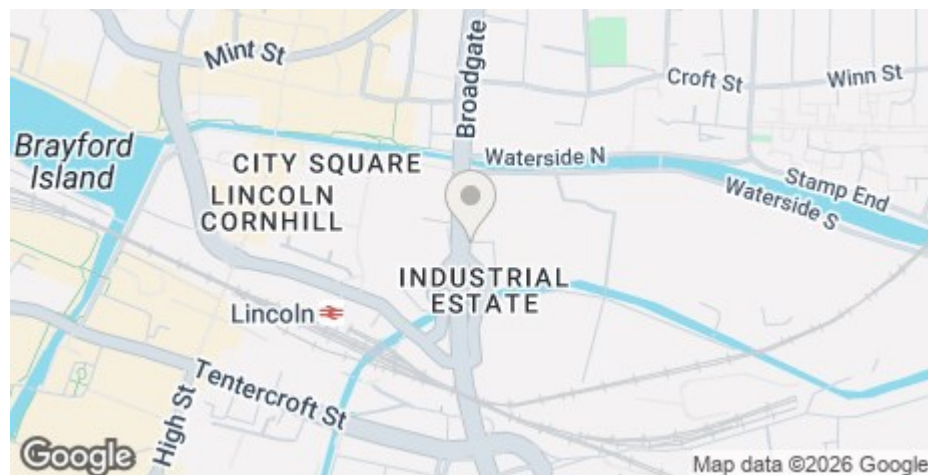 Mint St
Broadgate
Croft St
Winn St
Brayford
Island
CITY SQUARE
Waterside N
LINCOLN
CORNHILL
Stamp End
Waterside S
INDUSTRIAL
ESTATE
Lincoln
Tentercroft St
High St
Google
Map data ©2026 Google